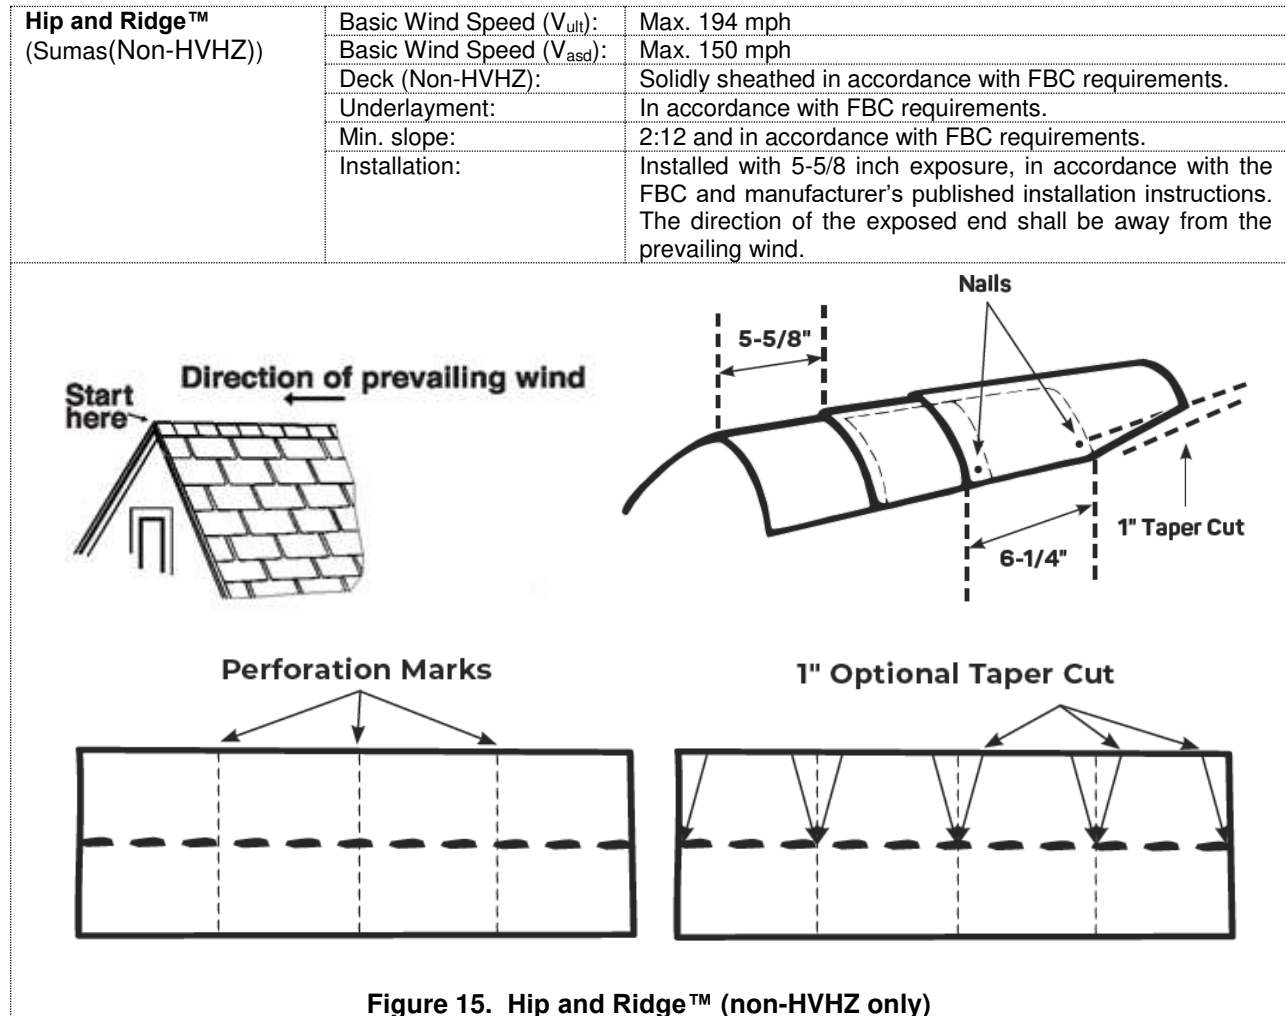 Hip and Ridge™
(Sumas(Non-HVHZ))
Basic Wind Speed (Vult): Max. 194 mph
Basic Wind Speed (Vasd): Max. 150 mph
Deck (Non-HVHZ): Solidly sheathed in accordance with FBC requirements.
Underlayment: In accordance with FBC requirements.
Min. slope: 2:12 and in accordance with FBC requirements.
Installation: Installed with 5-5/8 inch exposure, in accordance with the
FBC and manufacturer's published installation instructions.
The direction of the exposed end shall be away from the
prevailing wind.
Direction of prevailing wind
Start
here
Nails
5-5/8"
1" Taper Cut
6-1/4"
Perforation Marks
1" Optional Taper Cut
Figure 15. Hip and Ridge™ (non-HVHZ only)